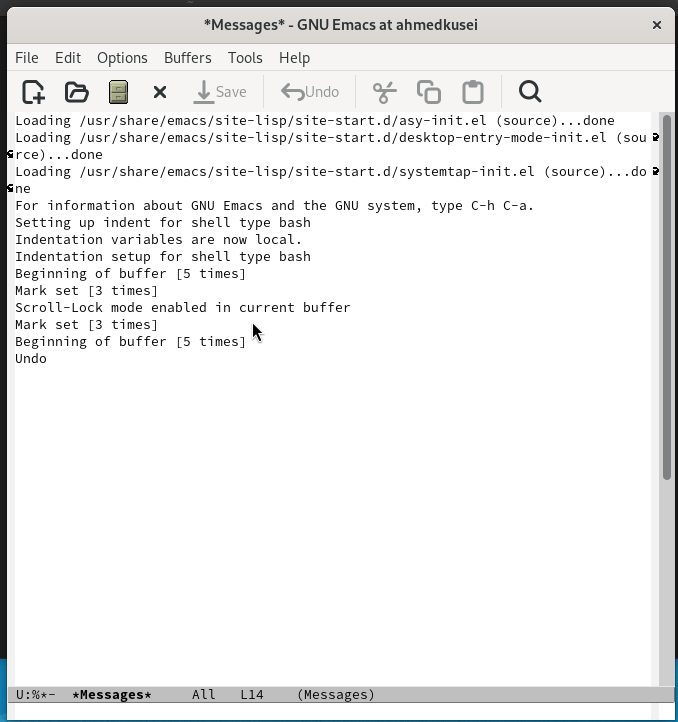 *Messages* - GNU Emacs at ahmedkusei
File Edit Options Buffers Tools Help
Save Undo
Loading /usr/share/emacs/site-lisp/site-start.d/asy-init.el (source)...done
Loading /usr/share/emacs/site-lisp/site-start.d/desktop-entry-mode-init.el (sou
rce)...done
Loading /usr/share/emacs/site-lisp/site-start.d/systemtap-init.el (source)...do
ne
For information about GNU Emacs and the GNU system, type C-h C-a.
Setting up indent for shell type bash
Indentation variables are now local.
Indentation setup for shell type bash
Beginning of buffer [5 times]
Mark set [3 times]
Scroll-Lock mode enabled in current buffer
Mark set [3 times]
Beginning of buffer [5 times]
Undo
U:%*- *Messages* All L14 (Messages)